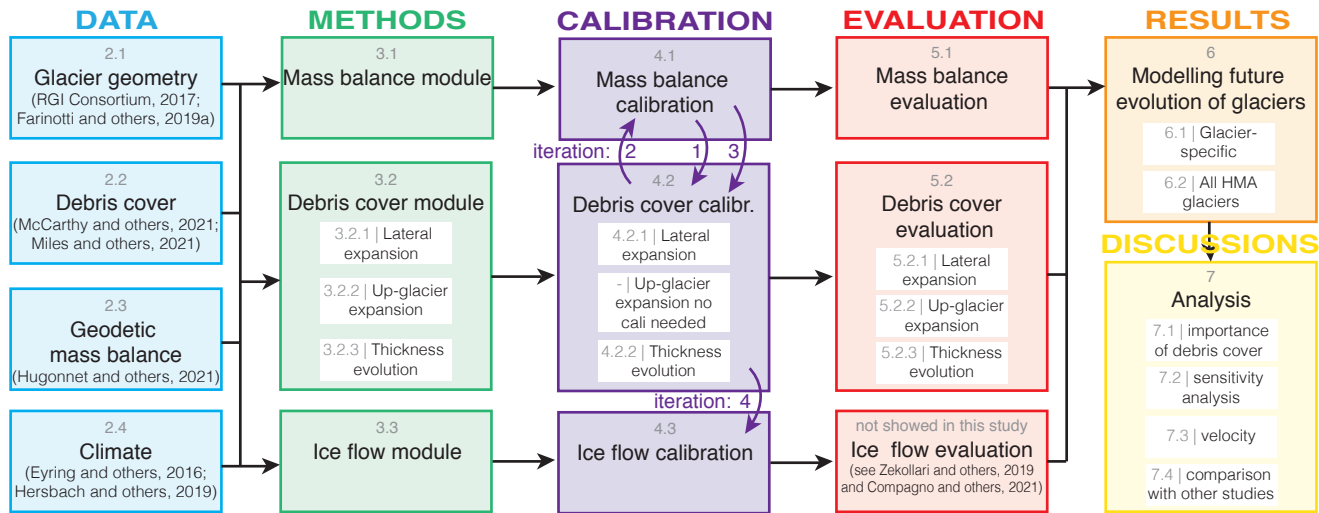 DATA
2.1
Glacier geometry
(RGI Consortium, 2017;
Farinotti and others, 2019a)
2.2
Debris cover
(McCarthy and others, 2021;
Miles and others, 2021)
2.3
Geodetic
mass balance
(Hugonnet and others, 2021)
2.4
Climate
(Eyring and others, 2016;
Hersbach and others, 2019)
METHODS
3.1
Mass balance module
3.2
Debris cover module
3.2.1 | Lateral
expansion
3.2.2 | Up-glacier
expansion
3.2.3 | Thickness
evolution
3.3
Ice flow module
CALIBRATION
4.1
Mass balance
calibration
iteration: 2 1 3
4.2
Debris cover calibr.
4.2.1 | Lateral
expansion
- | Up-glacier
expansion no
cali needed
4.2.2 | Thickness
evolution
iteration: 4
4.3
Ice flow calibration
EVALUATION
5.1
Mass balance
evaluation
5.2
Debris cover
evaluation
5.2.1 | Lateral
expansion
5.2.2 | Up-glacier
expansion
5.2.3 | Thickness
evolution
not showed in this study
Ice flow evaluation
(see Zekollari and others, 2019
and Compagno and others, 2021)
RESULTS
6
Modelling future
evolution of glaciers
6.1 | Glacier-
specific
6.2 | All HMA
glaciers
DISCUSSIONS
7
Analysis
7.1 | importance
of debris cover
7.2 | sensitivity
analysis
7.3 | velocity
7.4 | comparison
with other studies